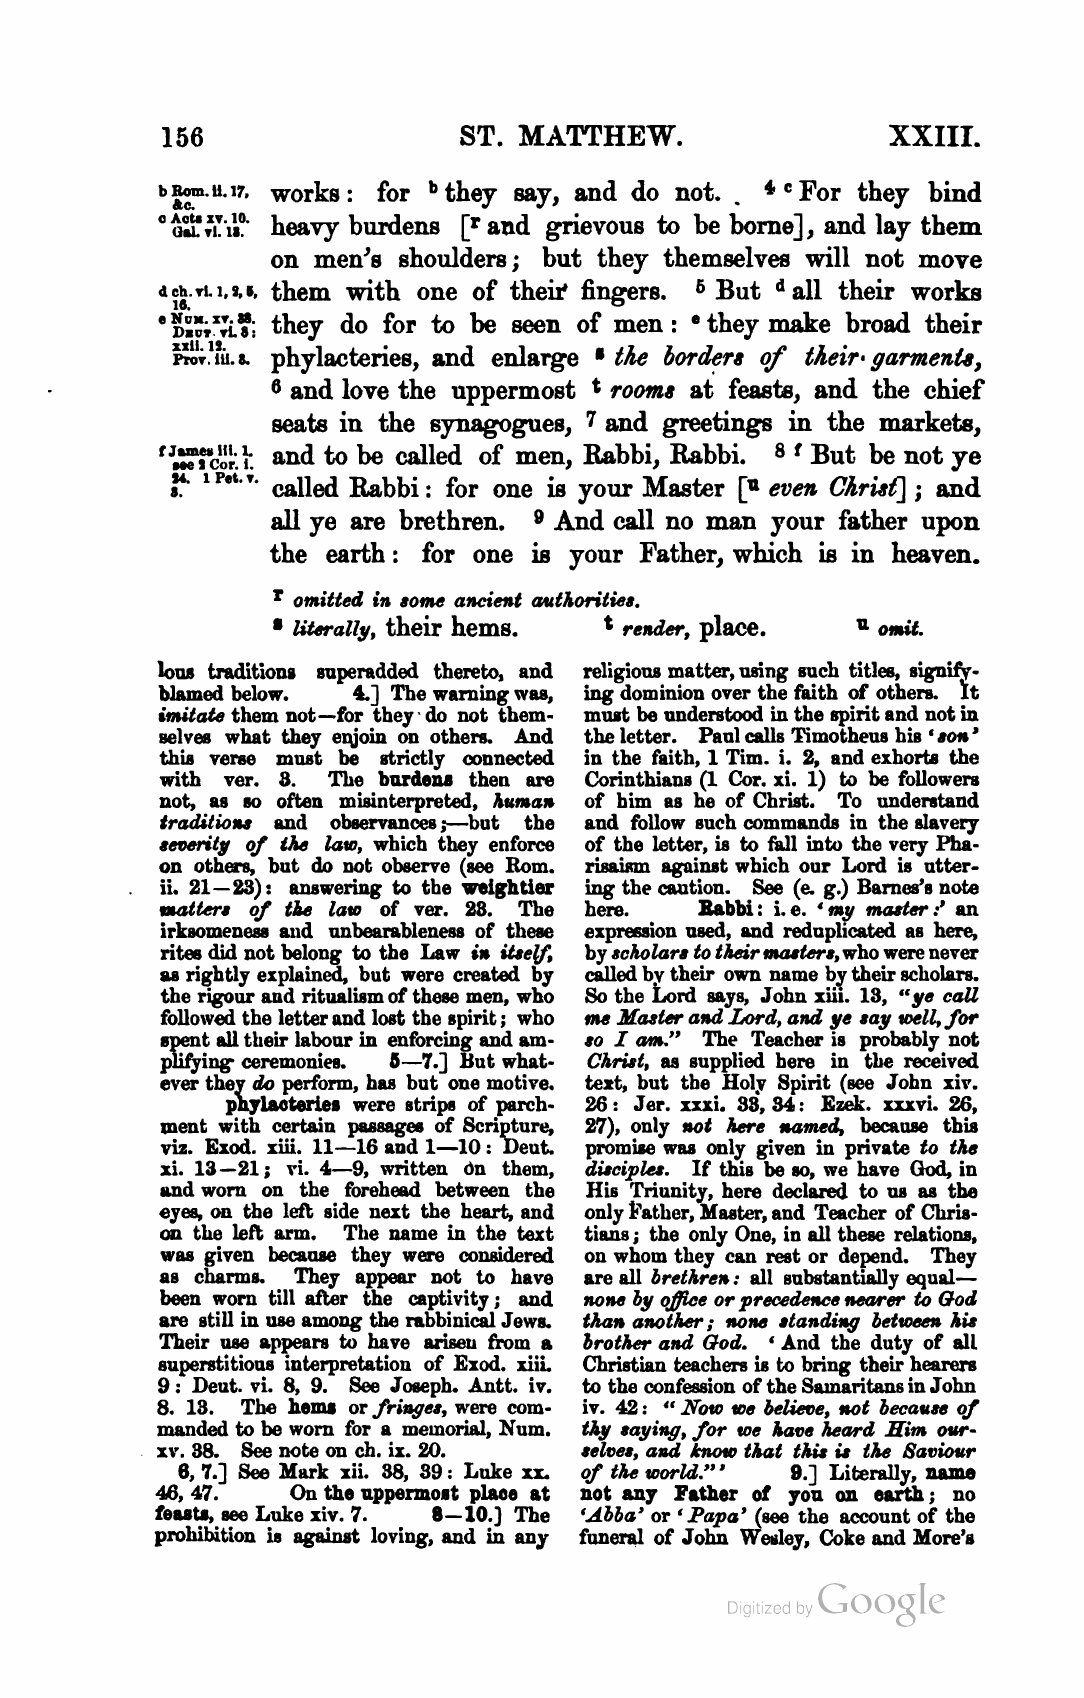 156 ST. MATTHEW. XXIII.
b Rom. ii. 17,
&c.
c Acts xv. 10.
Gal. vi. 13.
d ch. vi. 1, 2, 5,
16.
e Num. xv. 38.
Deut. vi. 8:
xxii. 12.
Prov. iii. 3.
f James iii. 1.
see 2 Cor. i.
24. 1 Pet. v.
3.
works : for b they say, and do not. 4 c For they bind
heavy burdens [r and grievous to be borne], and lay them
on men's shoulders; but they themselves will not move
them with one of their fingers. 5 But d all their works
they do for to be seen of men : e they make broad their
phylacteries, and enlarge s the borders of their garments,
6 and love the uppermost t rooms at feasts, and the chief
seats in the synagogues, 7 and greetings in the markets,
and to be called of men, Rabbi, Rabbi. 8 f But be not ye
called Rabbi : for one is your Master [u even Christ] ; and
all ye are brethren. 9 And call no man your father upon
the earth : for one is your Father, which is in heaven.
r omitted in some ancient authorities.
s literally, their hems. t render, place. u omit.
lous traditions superadded thereto, and
blamed below. 4.] The warning was,
imitate them not—for they do not them-
selves what they enjoin on others. And
this verse must be strictly connected
with ver. 3. The burdens then are
not, as so often misinterpreted, human
traditions and observances;—but the
severity of the law, which they enforce
on others, but do not observe (see Rom.
ii. 21—23): answering to the weightier
matters of the law of ver. 23. The
irksomeness and unbearableness of these
rites did not belong to the Law in itself,
as rightly explained, but were created by
the rigour and ritualism of these men, who
followed the letter and lost the spirit; who
spent all their labour in enforcing and am-
plifying ceremonies. 5—7.] But what-
ever they do perform, has but one motive.
phylacteries were strips of parch-
ment with certain passages of Scripture,
viz. Exod. xiii. 11—16 and 1—10: Deut.
xi. 13—21; vi. 4—9, written on them,
and worn on the forehead between the
eyes, on the left side next the heart, and
on the left arm. The name in the text
was given because they were considered
as charms. They appear not to have
been worn till after the captivity; and
are still in use among the rabbinical Jews.
Their use appears to have arisen from a
superstitious interpretation of Exod. xiii.
9: Deut. vi. 8, 9. See Joseph. Antt. iv.
8. 13. The hems or fringes, were com-
manded to be worn for a memorial, Num.
xv. 38. See note on ch. ix. 20.
6, 7.] See Mark xii. 38, 39: Luke xx.
46, 47. On the uppermost place at
feasts, see Luke xiv. 7. 8—10.] The
prohibition is against loving, and in any
religious matter, using such titles, signify-
ing dominion over the faith of others. It
must be understood in the spirit and not in
the letter. Paul calls Timotheus his 'son'
in the faith, 1 Tim. i. 2, and exhorts the
Corinthians (1 Cor. xi. 1) to be followers
of him as he of Christ. To understand
and follow such commands in the slavery
of the letter, is to fall into the very Pha-
risaism against which our Lord is utter-
ing the caution. See (e. g.) Barnes's note
here. Rabbi: i. e. 'my master:' an
expression used, and reduplicated as here,
by scholars to their masters, who were never
called by their own name by their scholars.
So the Lord says, John xiii. 13, "ye call
me Master and Lord, and ye say well, for
so I am." The Teacher is probably not
Christ, as supplied here in the received
text, but the Holy Spirit (see John xiv.
26: Jer. xxxi. 33, 34: Ezek. xxxvi. 26,
27), only not here named, because this
promise was only given in private to the
disciples. If this be so, we have God, in
His Triunity, here declared to us as the
only Father, Master, and Teacher of Chris-
tians; the only One, in all these relations,
on whom they can rest or depend. They
are all brethren: all substantially equal—
none by office or precedence nearer to God
than another; none standing between his
brother and God. 'And the duty of all
Christian teachers is to bring their hearers
to the confession of the Samaritans in John
iv. 42: "Now we believe, not because of
thy saying, for we have heard Him our-
selves, and know that this is the Saviour
of the world."' 9.] Literally, name
not any Father of you on earth; no
'Abba' or 'Papa' (see the account of the
funeral of John Wesley, Coke and More's
Digitized by Google